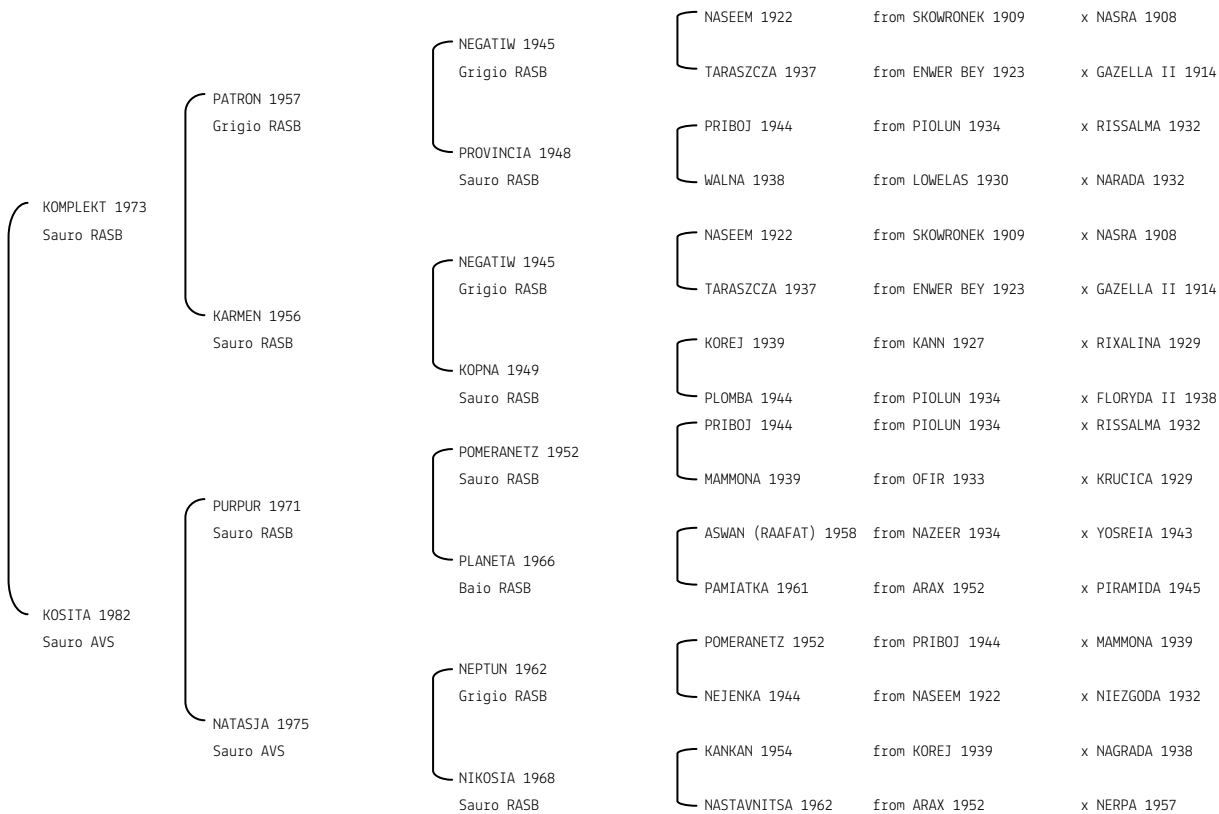 NASEEM 1922 from SKOWRONEK 1909 x NASRA 1908
NEGATIW 1945
Grigio RASB
TARASZCZA 1937 from ENWER BEY 1923 x GAZELLA II 1914
PATRON 1957
Grigio RASB
PRIBOJ 1944 from PIOLUN 1934 x RISSALMA 1932
PROVINCIA 1948
Sauro RASB
WALNA 1938 from LOWELAS 1930 x NARADA 1932
KOMPLEKT 1973
Sauro RASB
NASEEM 1922 from SKOWRONEK 1909 x NASRA 1908
NEGATIW 1945
Grigio RASB
TARASZCZA 1937 from ENWER BEY 1923 x GAZELLA II 1914
KARMEN 1956
Sauro RASB
KOREJ 1939 from KANN 1927 x RIXALINA 1929
KOPNA 1949
Sauro RASB
PLOMBA 1944 from PIOLUN 1934 x FLORYDA II 1938
PRIBOJ 1944 from PIOLUN 1934 x RISSALMA 1932
POMERANETZ 1952
Sauro RASB
MAMMONA 1939 from OFIR 1933 x KRUCICA 1929
PURPUR 1971
Sauro RASB
ASWAN (RAAFAT) 1958 from NAZEER 1934 x YOSREIA 1943
PLANETA 1966
Baio RASB
PAMIATKA 1961 from ARAX 1952 x PIRAMIDA 1945
KOSITA 1982
Sauro AVS
POMERANETZ 1952 from PRIBOJ 1944 x MAMMONA 1939
NEPTUN 1962
Grigio RASB
NEJENKA 1944 from NASEEM 1922 x NIEZGODA 1932
NATASJA 1975
Sauro AVS
KANKAN 1954 from KOREJ 1939 x NAGRADA 1938
NIKOSIA 1968
Sauro RASB
NASTAVNITSA 1962 from ARAX 1952 x NERPA 1957